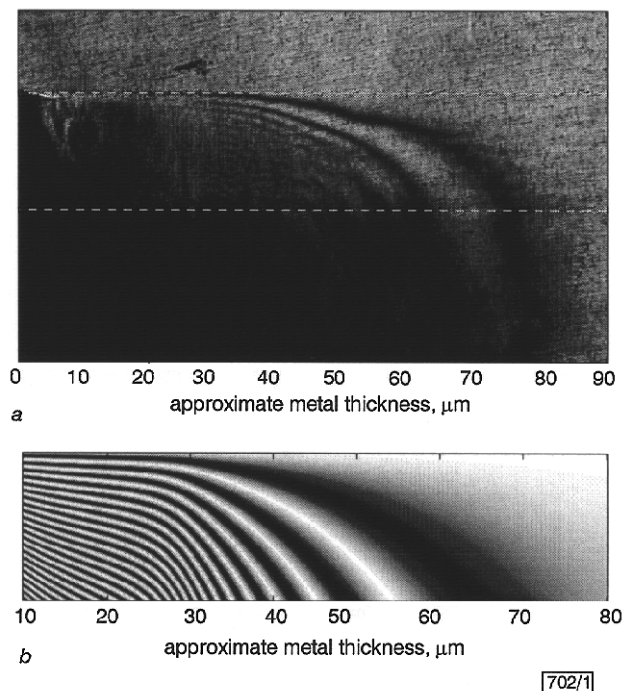 0 10 20 30 40 50 60 70 80 90
approximate metal thickness, μm
a
10 20 30 40 50 60 70 80
approximate metal thickness, μm
b
702/1